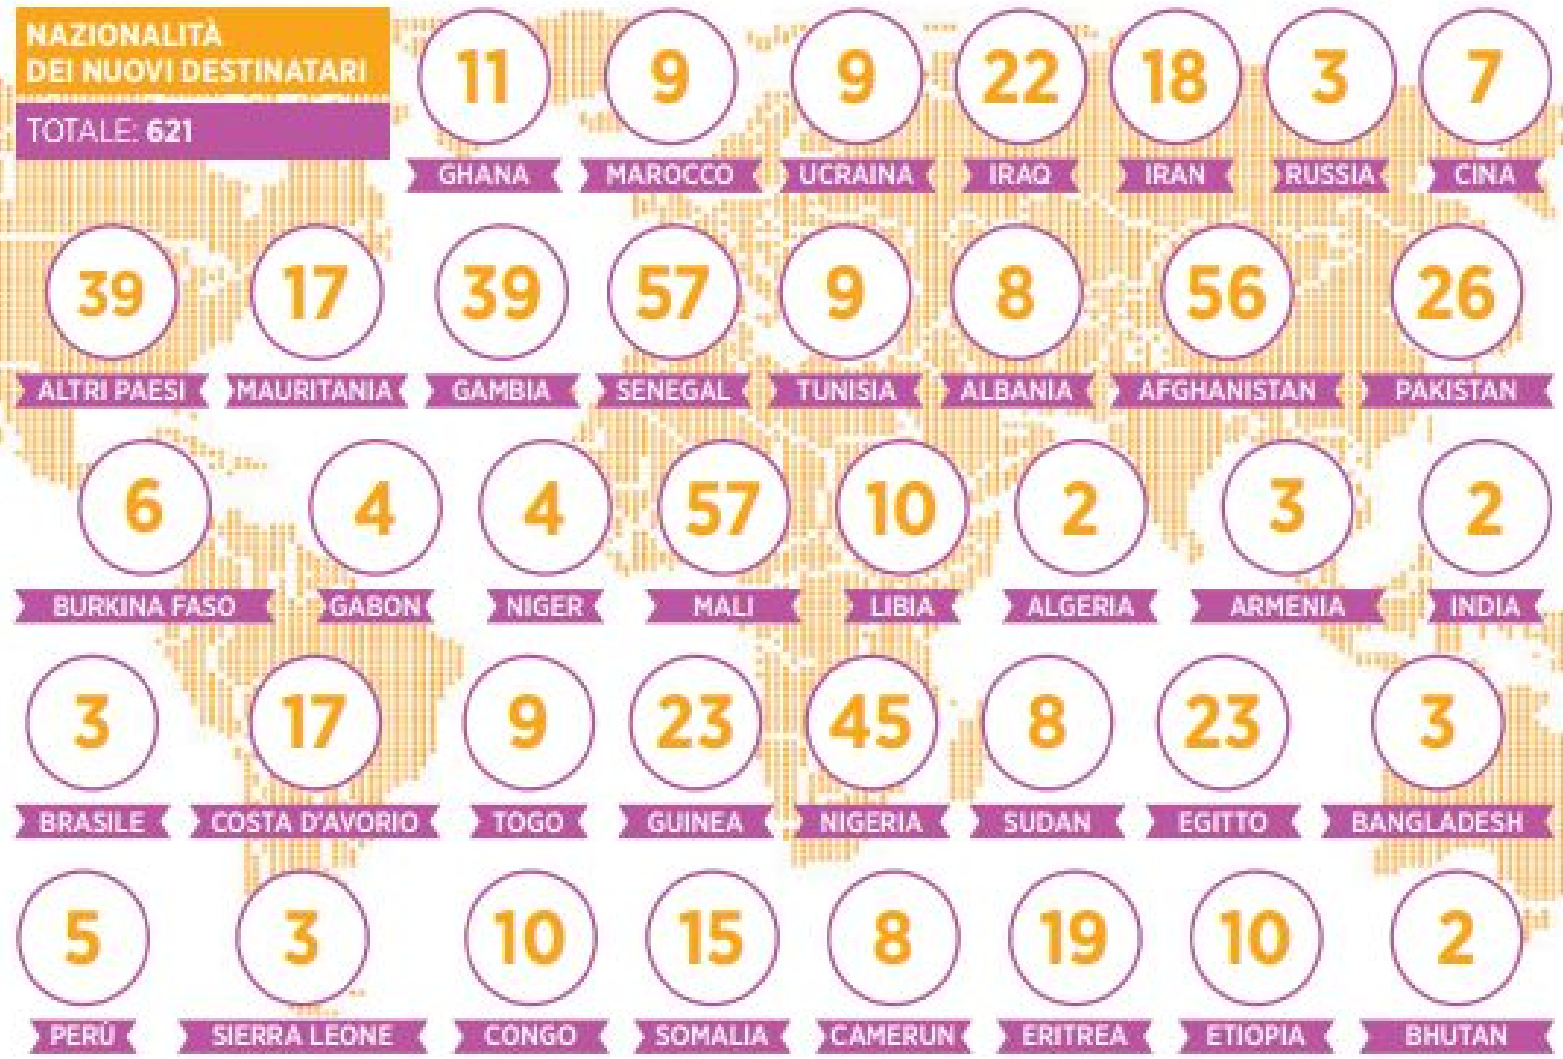 NAZIONALITÀ
DEI NUOVI DESTINATARI
TOTALE: 621
11 9 9 22 18 3 7
GHANA MAROCCO UCRAINA IRAQ IRAN RUSSIA CINA
39 17 39 57 9 8 56 26
ALTRI PAESI MAURITANIA GAMBIA SENEGAL TUNISIA ALBANIA AFGHANISTAN PAKISTAN
6 4 4 57 10 2 3 2
BURKINA FASO GABON NIGER MALI LIBIA ALGERIA ARMENIA INDIA
3 17 9 23 45 8 23 3
BRASILE COSTA D'AVORIO TOGO GUINEA NIGERIA SUDAN EGITTO BANGLADESH
5 3 10 15 8 19 10 2
PERÙ SIERRA LEONE CONGO SOMALIA CAMERUN ERITREA ETIOPIA BHUTAN